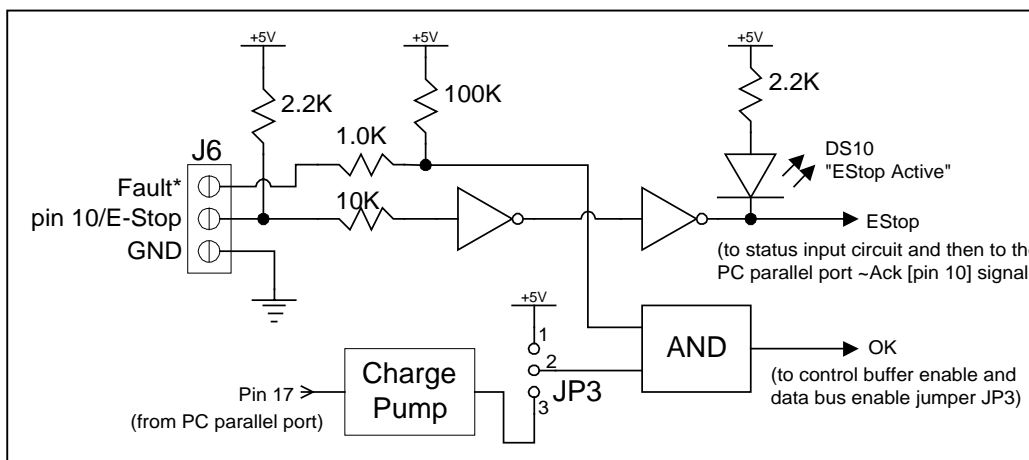 +5V
+5V
+5V
2.2K
100K
2.2K
J6
1.0K
DS10
"EStop Active"
Fault*
pin 10/E-Stop
10K
GND
EStop
(to status input circuit and then to the
PC parallel port ~Ack [pin 10] signal
+5V
1
2
3
JP3
AND
OK
(to control buffer enable and
data bus enable jumper JP3)
Charge
Pump
Pin 17
(from PC parallel port)